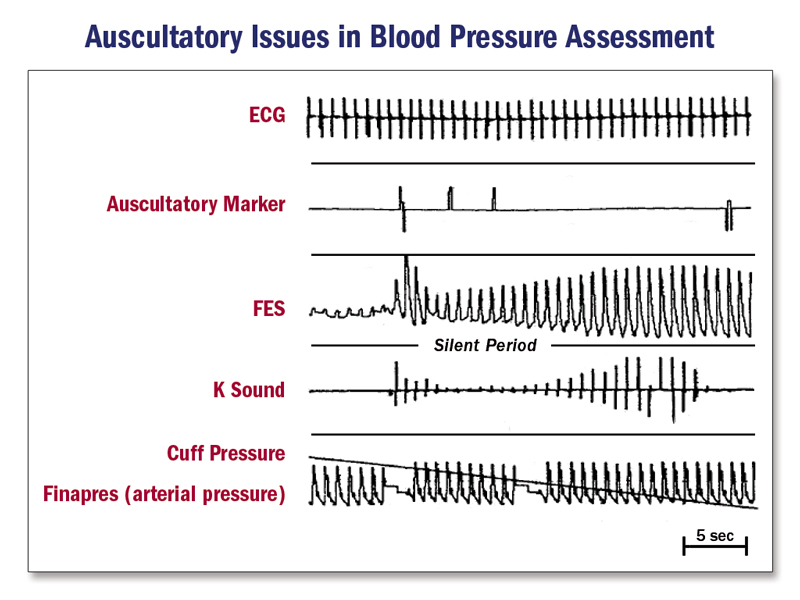 Auscultatory Issues in Blood Pressure Assessment
ECG
Auscultatory Marker
FES
Silent Period
K Sound
Cuff Pressure
Finapres (arterial pressure)
5 sec